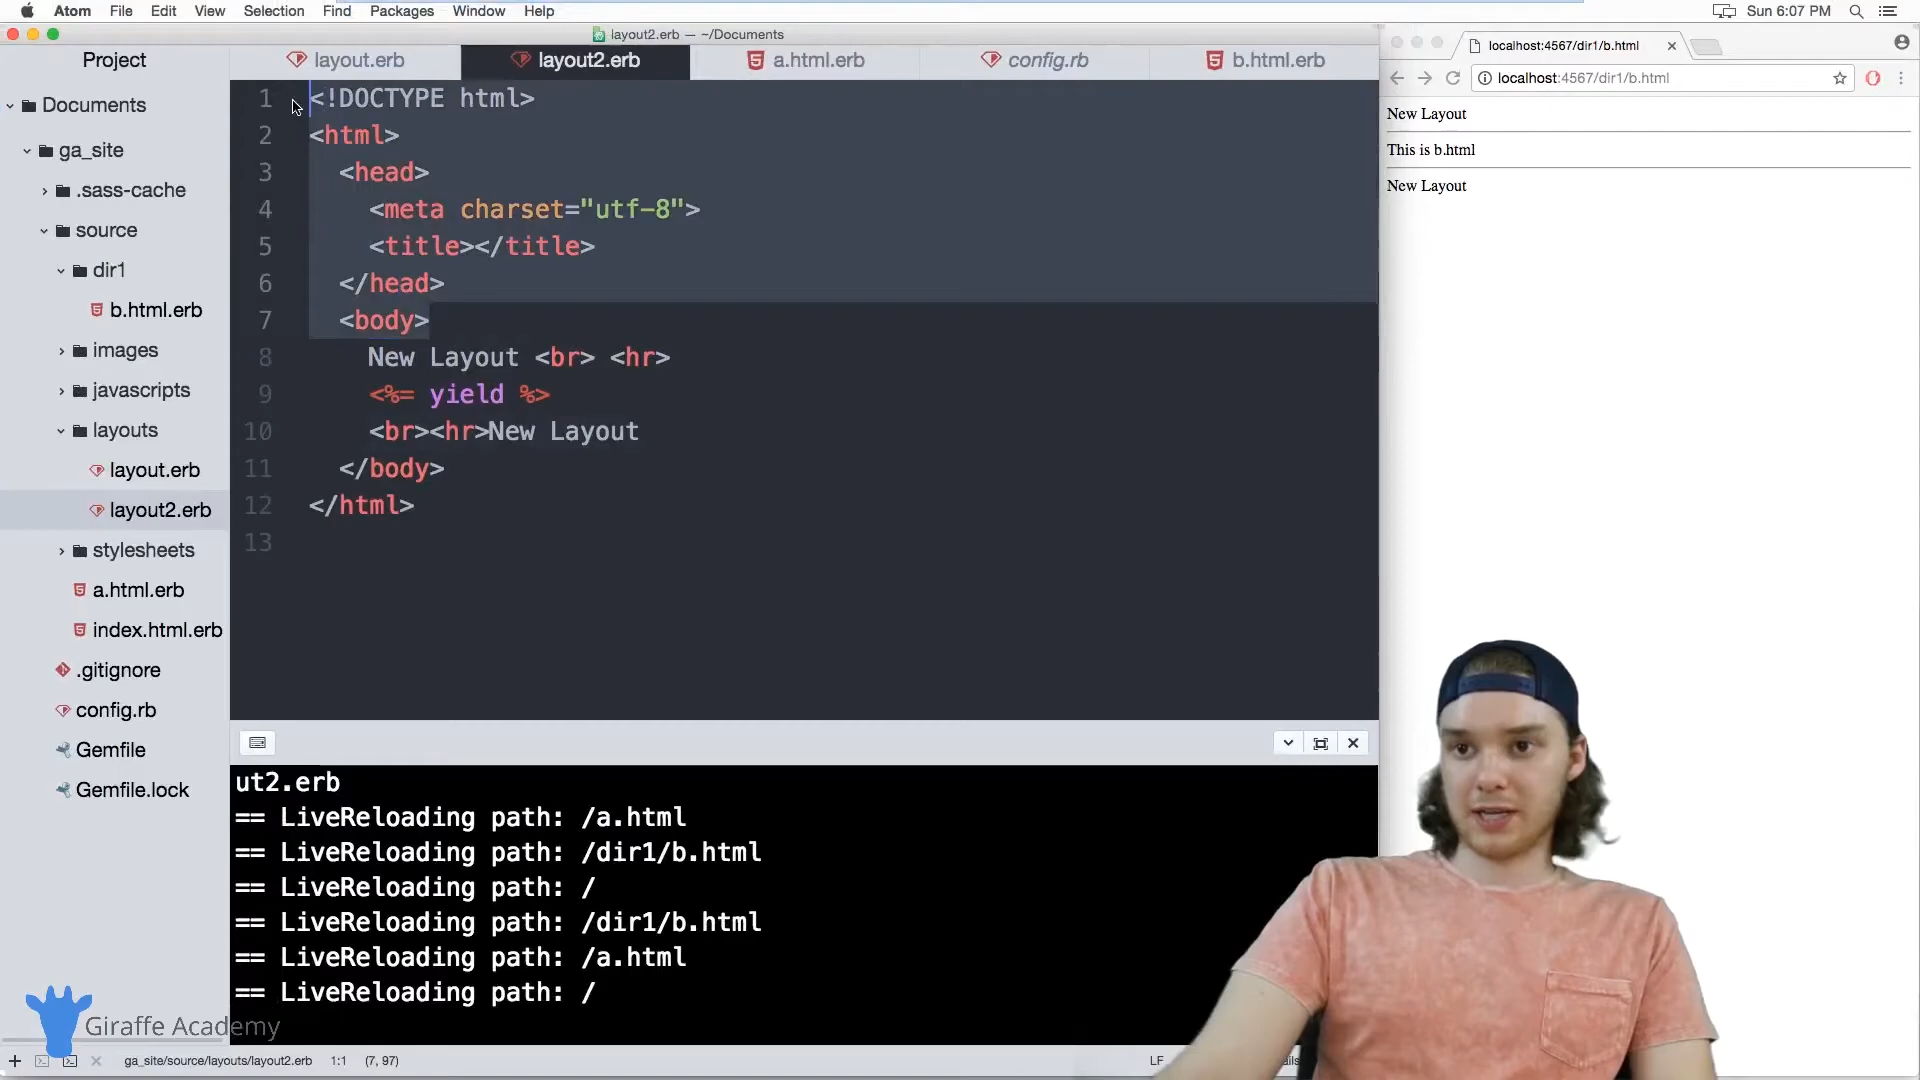 Atom File Edit View Selection Find Packages Window Help
Sun 6:07 PM
layout2.erb — ~/Documents
Project
layout.erb
layout2.erb
a.html.erb
config.rb
b.html.erb
Documents
ga_site
.sass-cache
source
dir1
b.html.erb
images
javascripts
layouts
layout.erb
layout2.erb
stylesheets
a.html.erb
index.html.erb
.gitignore
config.rb
Gemfile
Gemfile.lock
1 <!DOCTYPE html>
2 <html>
3 <head>
4 <meta charset="utf-8">
5 <title></title>
6 </head>
7 <body>
8 New Layout <br> <hr>
9 <%= yield %>
10 <br><hr>New Layout
11 </body>
12 </html>
13
ut2.erb
== LiveReloading path: /a.html
== LiveReloading path: /dir1/b.html
== LiveReloading path: /
== LiveReloading path: /dir1/b.html
== LiveReloading path: /a.html
== LiveReloading path: /
Giraffe Academy
ga_site/source/layouts/layout2.erb 1:1 (7, 97)
LF
localhost:4567/dir1/b.html
localhost:4567/dir1/b.html
New Layout
This is b.html
New Layout